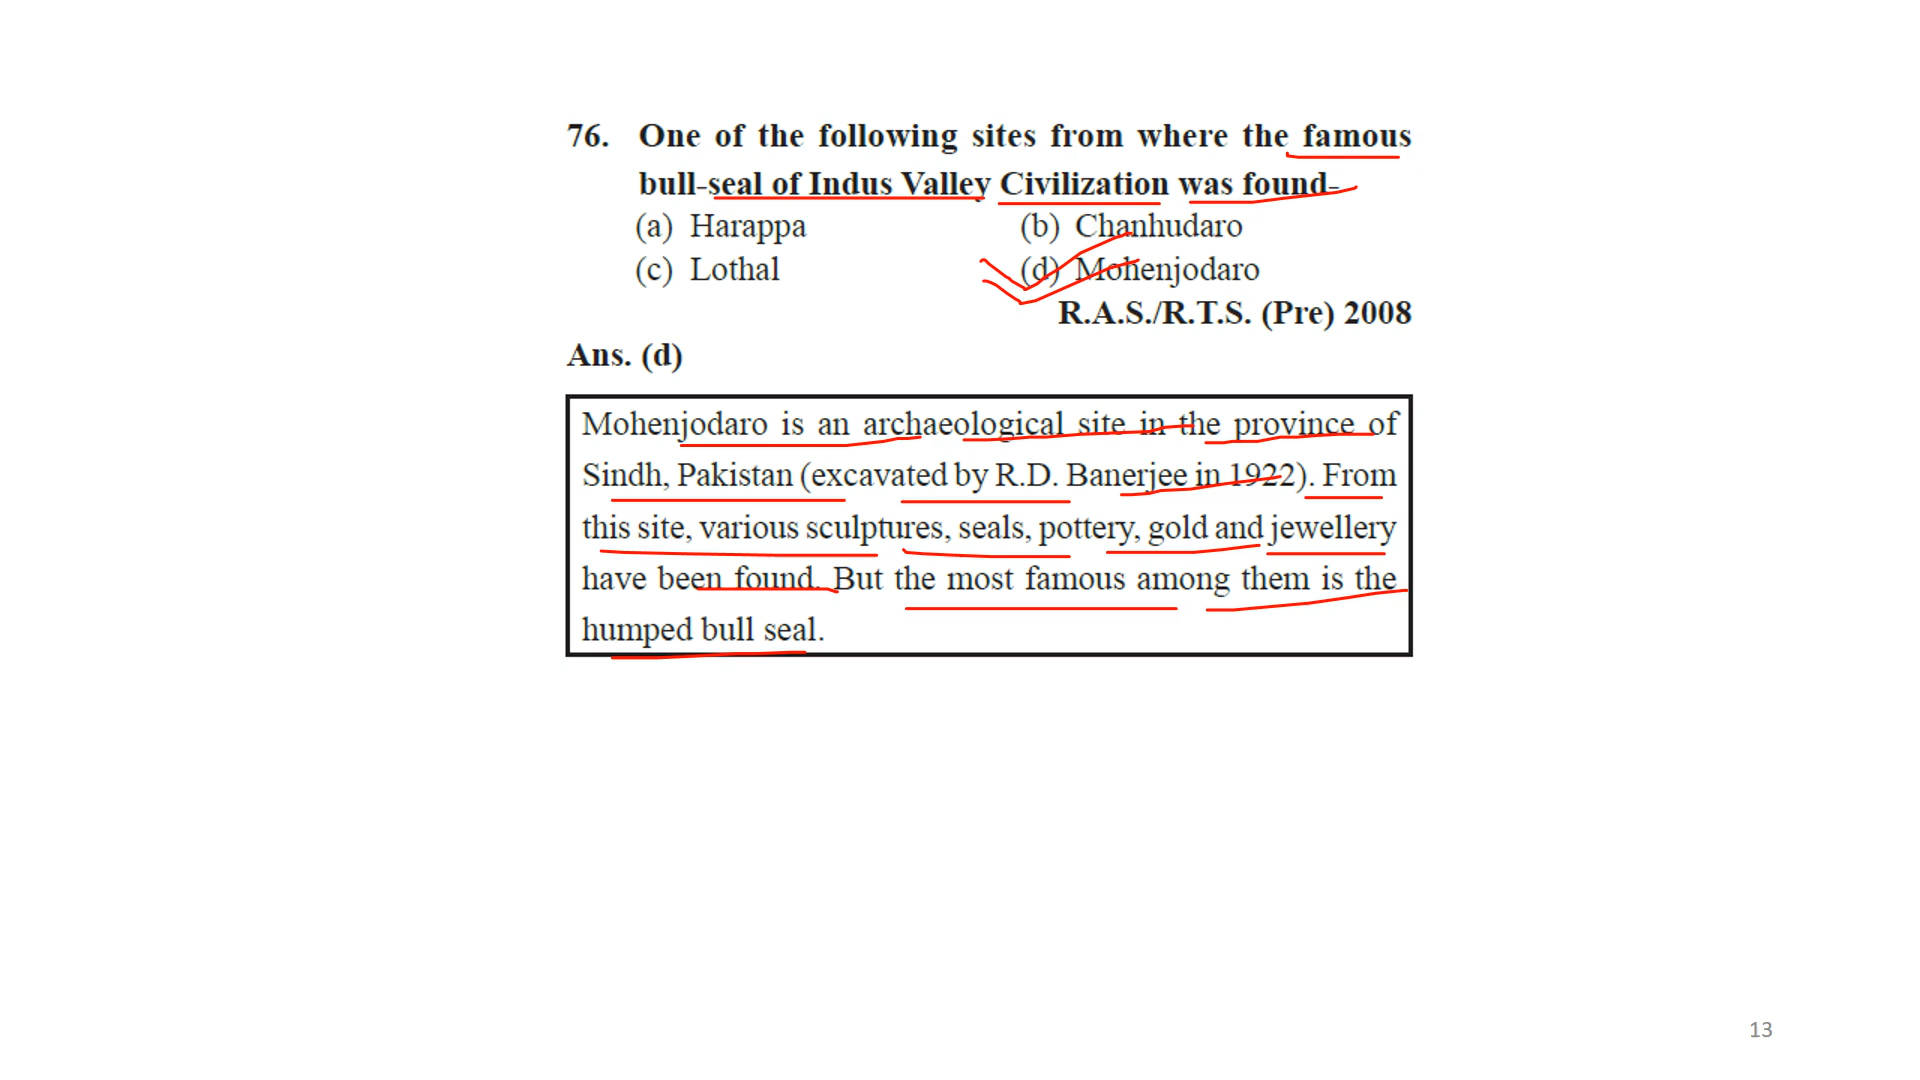 76. One of the following sites from where the famous
bull-seal of Indus Valley Civilization was found-
(a) Harappa (b) Chanhudaro
(c) Lothal (d) Mohenjodaro
R.A.S./R.T.S. (Pre) 2008
Ans. (d)
Mohenjodaro is an archaeological site in the province of
Sindh, Pakistan (excavated by R.D. Banerjee in 1922). From
this site, various sculptures, seals, pottery, gold and jewellery
have been found. But the most famous among them is the
humped bull seal.
13